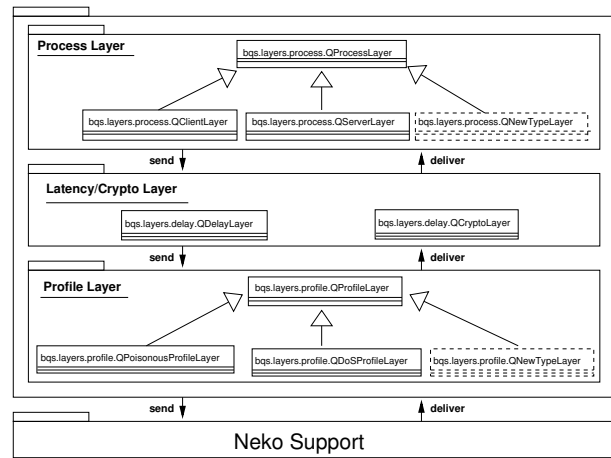 Process Layer
bqs.layers.process.QProcessLayer
bqs.layers.process.QClientLayer
bqs.layers.process.QServerLayer
bqs.layers.process.QNewTypeLayer
send
deliver
Latency/Crypto Layer
bqs.layers.delay.QDelayLayer
bqs.layers.delay.QCryptoLayer
send
deliver
Profile Layer
bqs.layers.profile.QProfileLayer
bqs.layers.profile.QPoisonousProfileLayer
bqs.layers.profile.QDoSProfileLayer
bqs.layers.profile.QNewTypeLayer
send
deliver
Neko Support